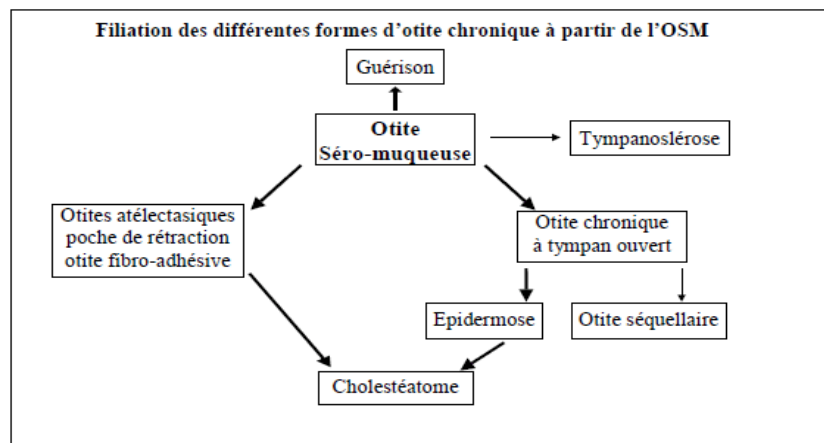 Filiation des différentes formes d'otite chronique à partir de l'OSM
Guérison
Otite
Séro-muqueuse
Tympanoslérose
Otites atélectasiques
poche de rétraction
otite fibro-adhésive
Otite chronique
à tympan ouvert
Epidermose
Otite séquellaire
Cholestéatome